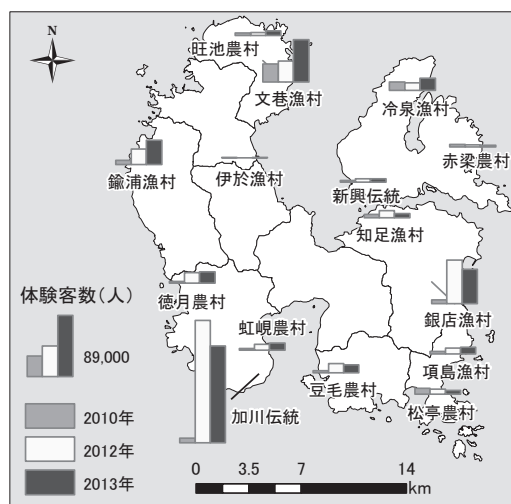 N
旺池農村
文巷漁村
冷泉漁村
赤梁農村
鍮浦漁村
伊於漁村
新興伝統
知足漁村
体験客数(人)
徳月農村
銀店漁村
虹峴農村
89,000
項島漁村
豆毛農村
松亭農村
加川伝統
2010年
2012年
2013年
0 3.5 7 14
km